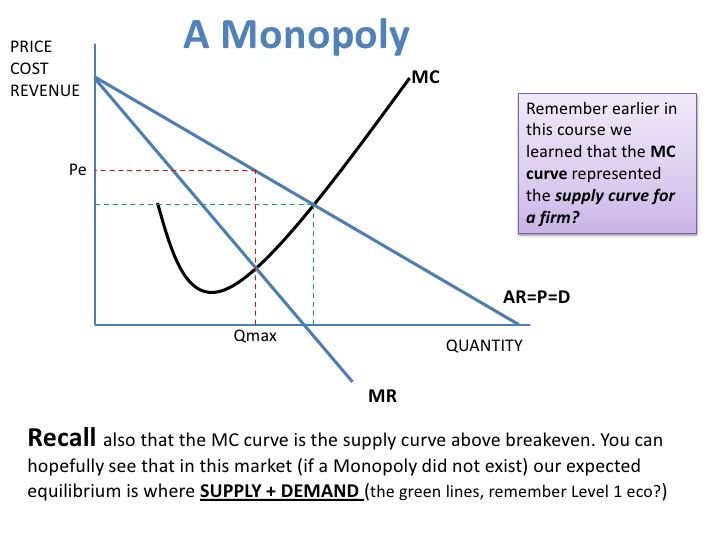 A Monopoly
PRICE
COST
REVENUE
MC
Remember earlier in
this course we
learned that the MC
curve represented
the supply curve for
a firm?
Pe
AR=P=D
Qmax
QUANTITY
MR
Recall also that the MC curve is the supply curve above breakeven. You can
hopefully see that in this market (if a Monopoly did not exist) our expected
equilibrium is where SUPPLY + DEMAND (the green lines, remember Level 1 eco?)